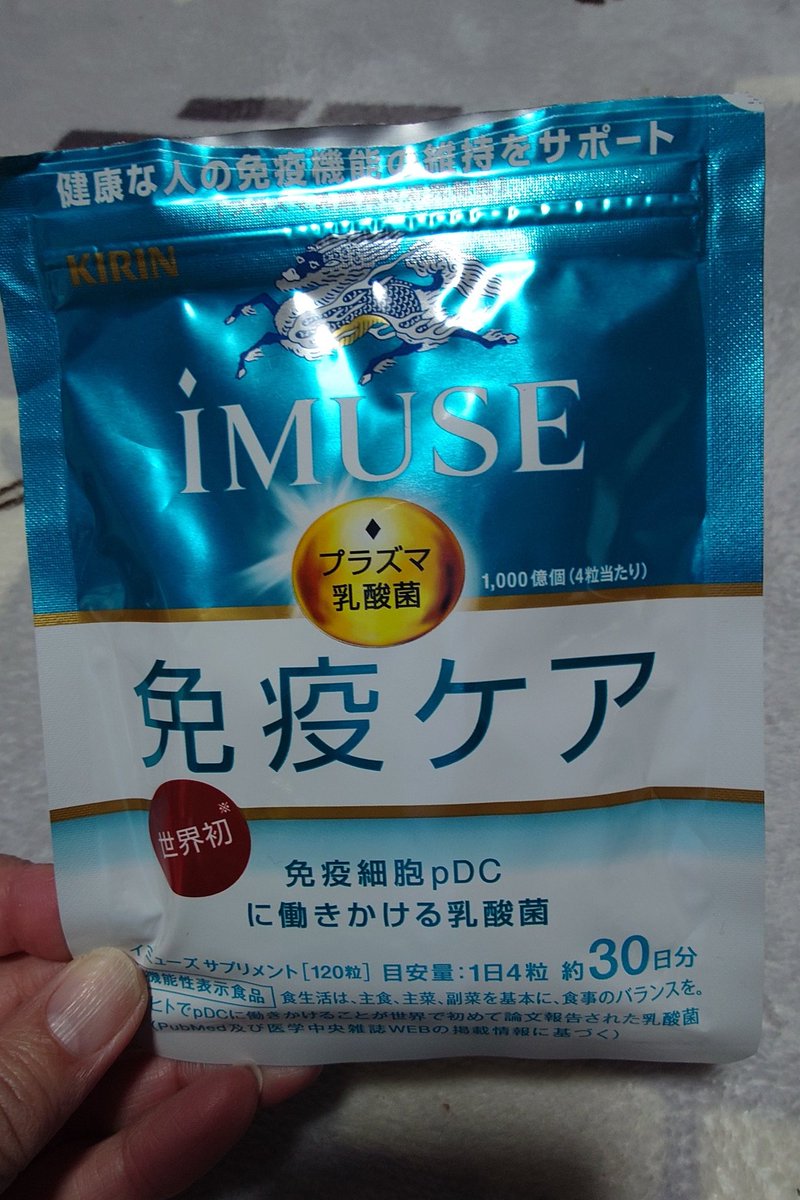 健康な人の免疫機能の維持をサポート
KIRIN
iMUSE
プラズマ
乳酸菌
1,000億個(4粒当たり)
免疫ケア
世界初※
免疫細胞pDC
に働きかける乳酸菌
イミューズ サプリメント[120粒] 目安量:1日4粒 約30日分
機能性表示食品 食生活は、主食、主菜、副菜を基本に、食事のバランスを。
ヒトでpDCに働きかけることが世界で初めて論文報告された乳酸菌
(PubMed及び医学中央雑誌WEBの掲載情報に基づく)